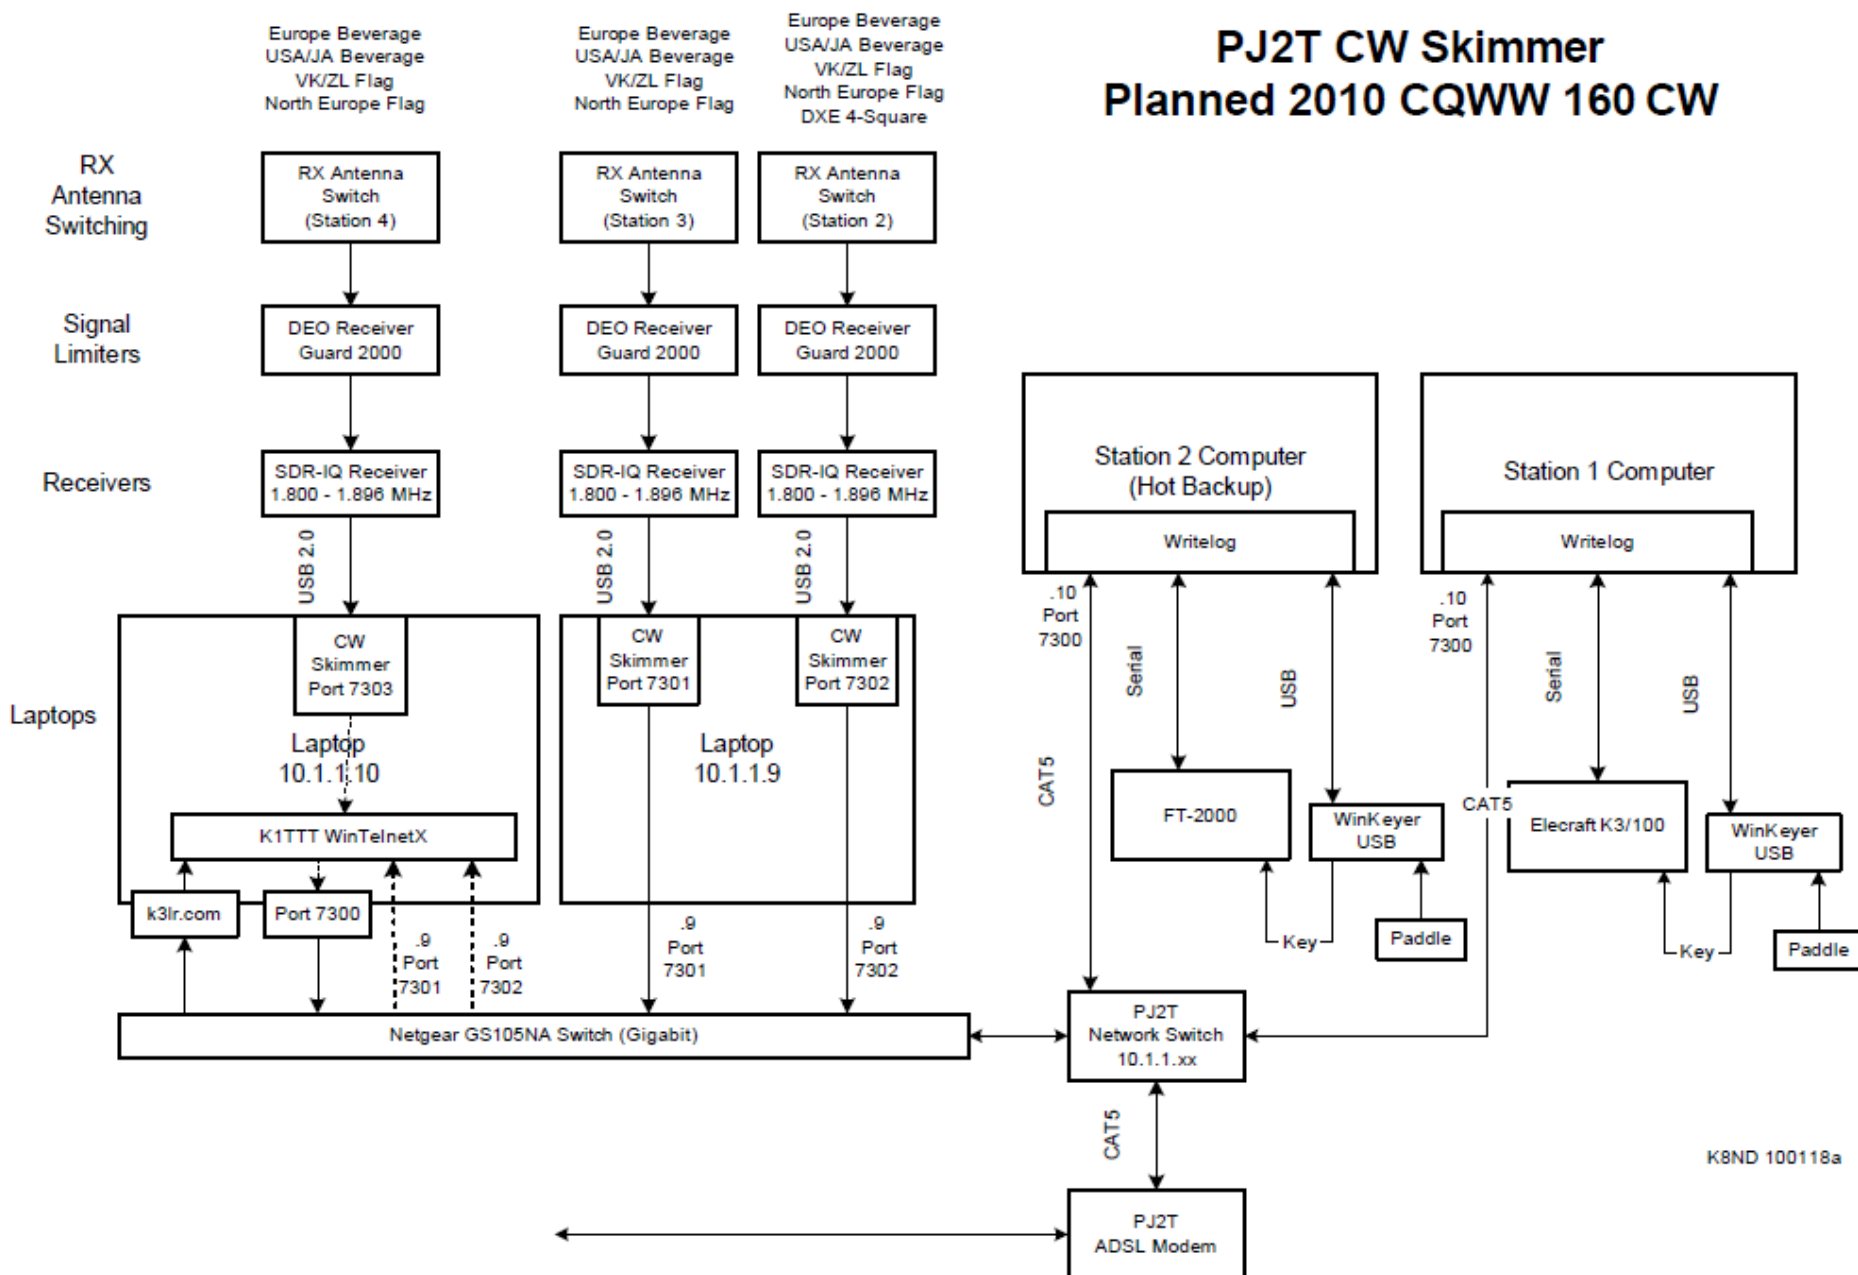 Europe Beverage
USA/JA Beverage
VK/ZL Flag
North Europe Flag
Europe Beverage
USA/JA Beverage
VK/ZL Flag
North Europe Flag
Europe Beverage
USA/JA Beverage
VK/ZL Flag
North Europe Flag
DXE 4-Square
PJ2T CW Skimmer
Planned 2010 CQWW 160 CW
RX
Antenna
Switching
RX Antenna
Switch
(Station 4)
RX Antenna
Switch
(Station 3)
RX Antenna
Switch
(Station 2)
Signal
Limiters
DEO Receiver
Guard 2000
DEO Receiver
Guard 2000
DEO Receiver
Guard 2000
Receivers
SDR-IQ Receiver
1.800 - 1.896 MHz
SDR-IQ Receiver
1.800 - 1.896 MHz
SDR-IQ Receiver
1.800 - 1.896 MHz
USB 2.0
USB 2.0
USB 2.0
Laptops
CW
Skimmer
Port 7303
Laptop
10.1.1.10
K1TTT WinTelnetX
k3lr.com
Port 7300
.9
Port
7301
.9
Port
7302
CW
Skimmer
Port 7301
CW
Skimmer
Port 7302
Laptop
10.1.1.9
.9
Port
7301
.9
Port
7302
Netgear GS105NA Switch (Gigabit)
Station 2 Computer
(Hot Backup)
Writelog
.10
Port
7300
Serial
USB
CAT5
FT-2000
WinKeyer
USB
Key
Paddle
Station 1 Computer
Writelog
.10
Port
7300
Serial
USB
CAT5
Elecraft K3/100
WinKeyer
USB
Key
Paddle
PJ2T
Network Switch
10.1.1.xx
CAT5
PJ2T
ADSL Modem
K8ND 100118a